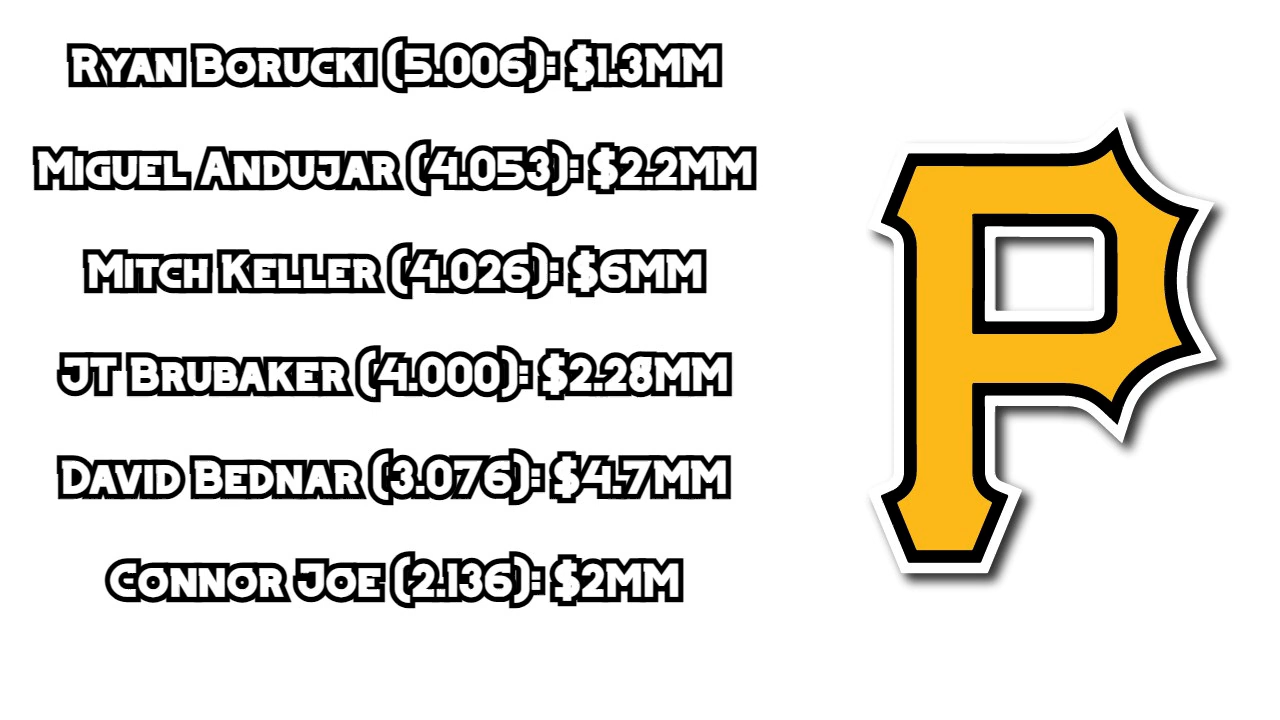 Ryan Borucki (5.006): $1.3MM
Miguel Andujar (4.053): $2.2MM
Mitch Keller (4.026): $6MM
JT Brubaker (4.000): $2.28MM
David Bednar (3.076): $4.7MM
Connor Joe (2.136): $2MM
P